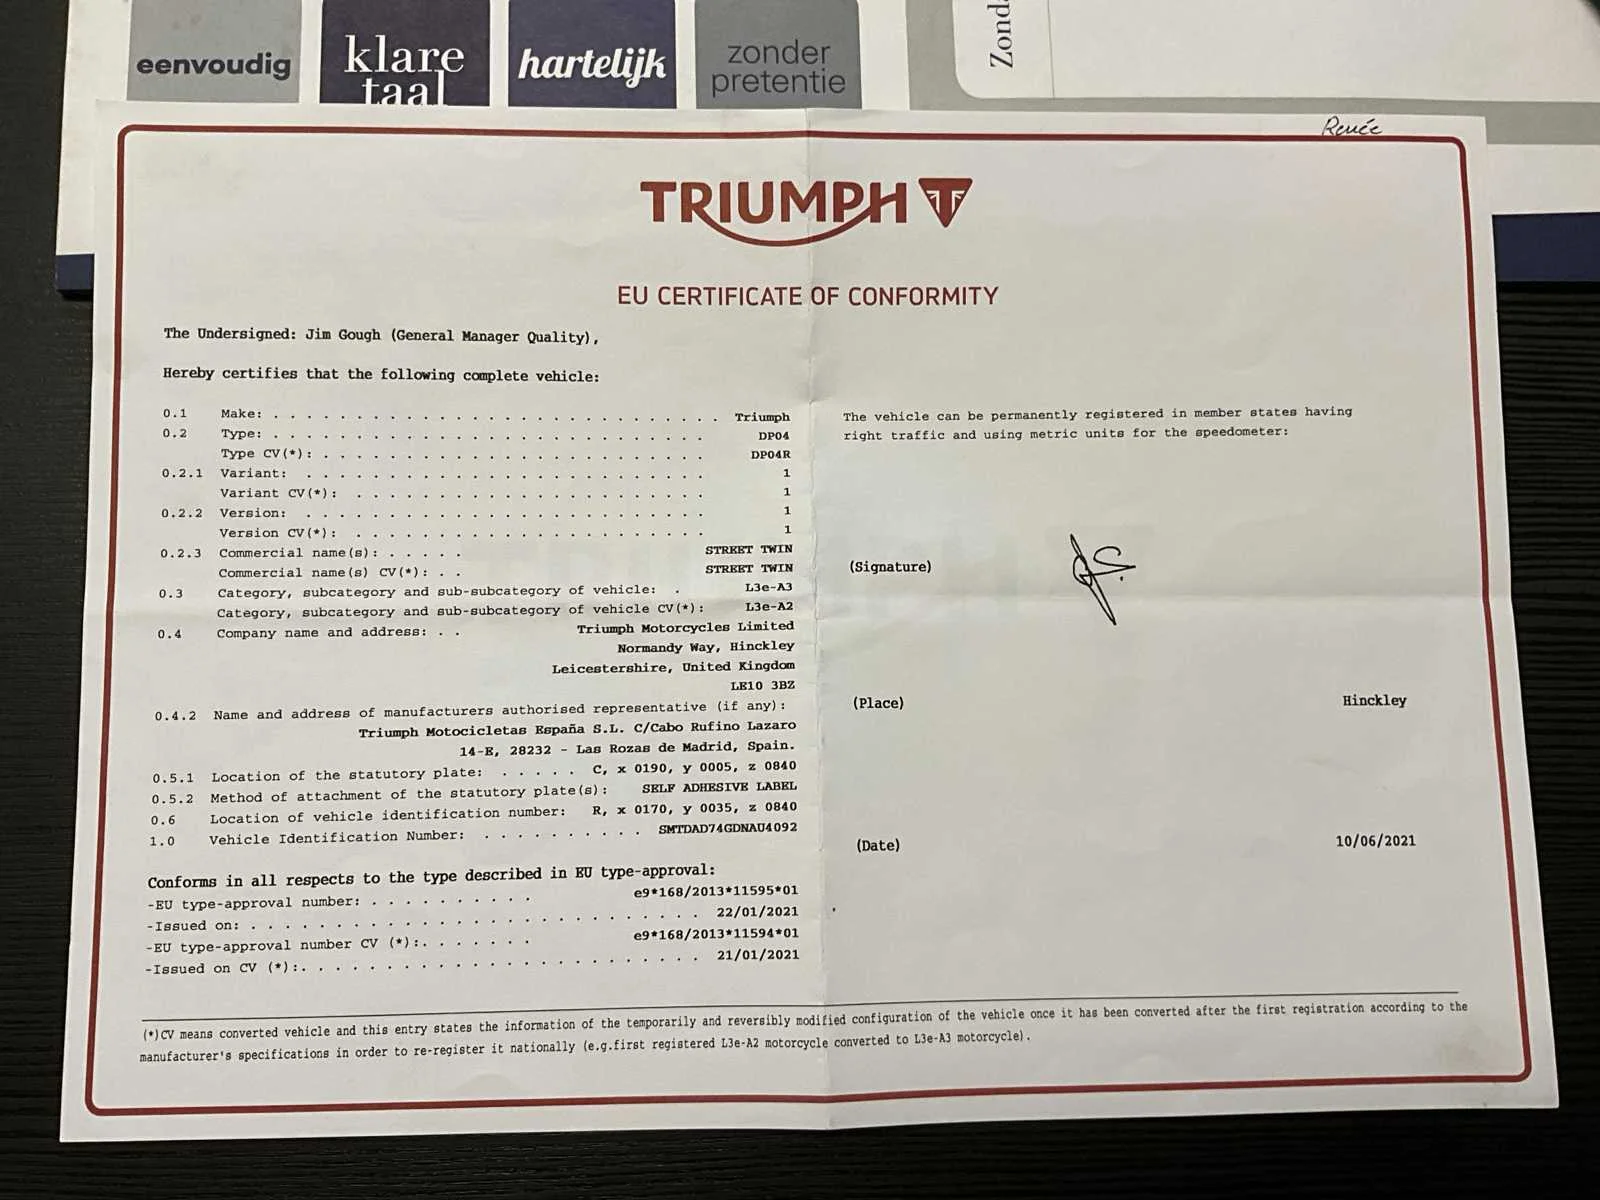 eenvoudig
klare
taal
hartelijk
zonder
pretentie
Renée
TRIUMPH
EU CERTIFICATE OF CONFORMITY
The Undersigned: Jim Gough (General Manager Quality),
Hereby certifies that the following complete vehicle:
0.1 Make: . . . . . . . . . . . . . . . . . . . . . . . . . . . Triumph
0.2 Type: . . . . . . . . . . . . . . . . . . . . . . . . . . DP04
Type CV(*): . . . . . . . . . . . . . . . . . . . . . . . DP04R
0.2.1 Variant: . . . . . . . . . . . . . . . . . . . . . . . . 1
Variant CV(*): . . . . . . . . . . . . . . . . . . . . . 1
0.2.2 Version: . . . . . . . . . . . . . . . . . . . . . . . . 1
Version CV(*): . . . . . . . . . . . . . . . . . . . . . 1
0.2.3 Commercial name(s): . . . . . STREET TWIN
Commercial name(s) CV(*): . . STREET TWIN
0.3 Category, subcategory and sub-subcategory of vehicle: . L3e-A3
Category, subcategory and sub-subcategory of vehicle CV(*): L3e-A2
0.4 Company name and address: . . Triumph Motorcycles Limited
Normandy Way, Hinckley
Leicestershire, United Kingdom
LE10 3BZ
0.4.2 Name and address of manufacturers authorised representative (if any):
Triumph Motocicletas España S.L. C/Cabo Rufino Lazaro
14-E, 28232 - Las Rozas de Madrid, Spain.
0.5.1 Location of the statutory plate: . . . . . C, x 0190, y 0005, z 0840
0.5.2 Method of attachment of the statutory plate(s): SELF ADHESIVE LABEL
0.6 Location of vehicle identification number: R, x 0170, y 0035, z 0840
1.0 Vehicle Identification Number: . . . . . . . . . . SMTDAD74GDNAU4092
Conforms in all respects to the type described in EU type-approval:
-EU type-approval number: . . . . . . . . . . e9*168/2013*11595*01
-Issued on: . . . . . . . . . . . . . . . . . . . . . . . . . . . 22/01/2021
-EU type-approval number CV (*):. . . . . . . e9*168/2013*11594*01
-Issued on CV (*):. . . . . . . . . . . . . . . . . . . . . . . . 21/01/2021
The vehicle can be permanently registered in member states having
right traffic and using metric units for the speedometer:
(Signature)
(Place) Hinckley
(Date) 10/06/2021
(*)CV means converted vehicle and this entry states the information of the temporarily and reversibly modified configuration of the vehicle once it has been converted after the first registration according to the
manufacturer's specifications in order to re-register it nationally (e.g.first registered L3e-A2 motorcycle converted to L3e-A3 motorcycle).